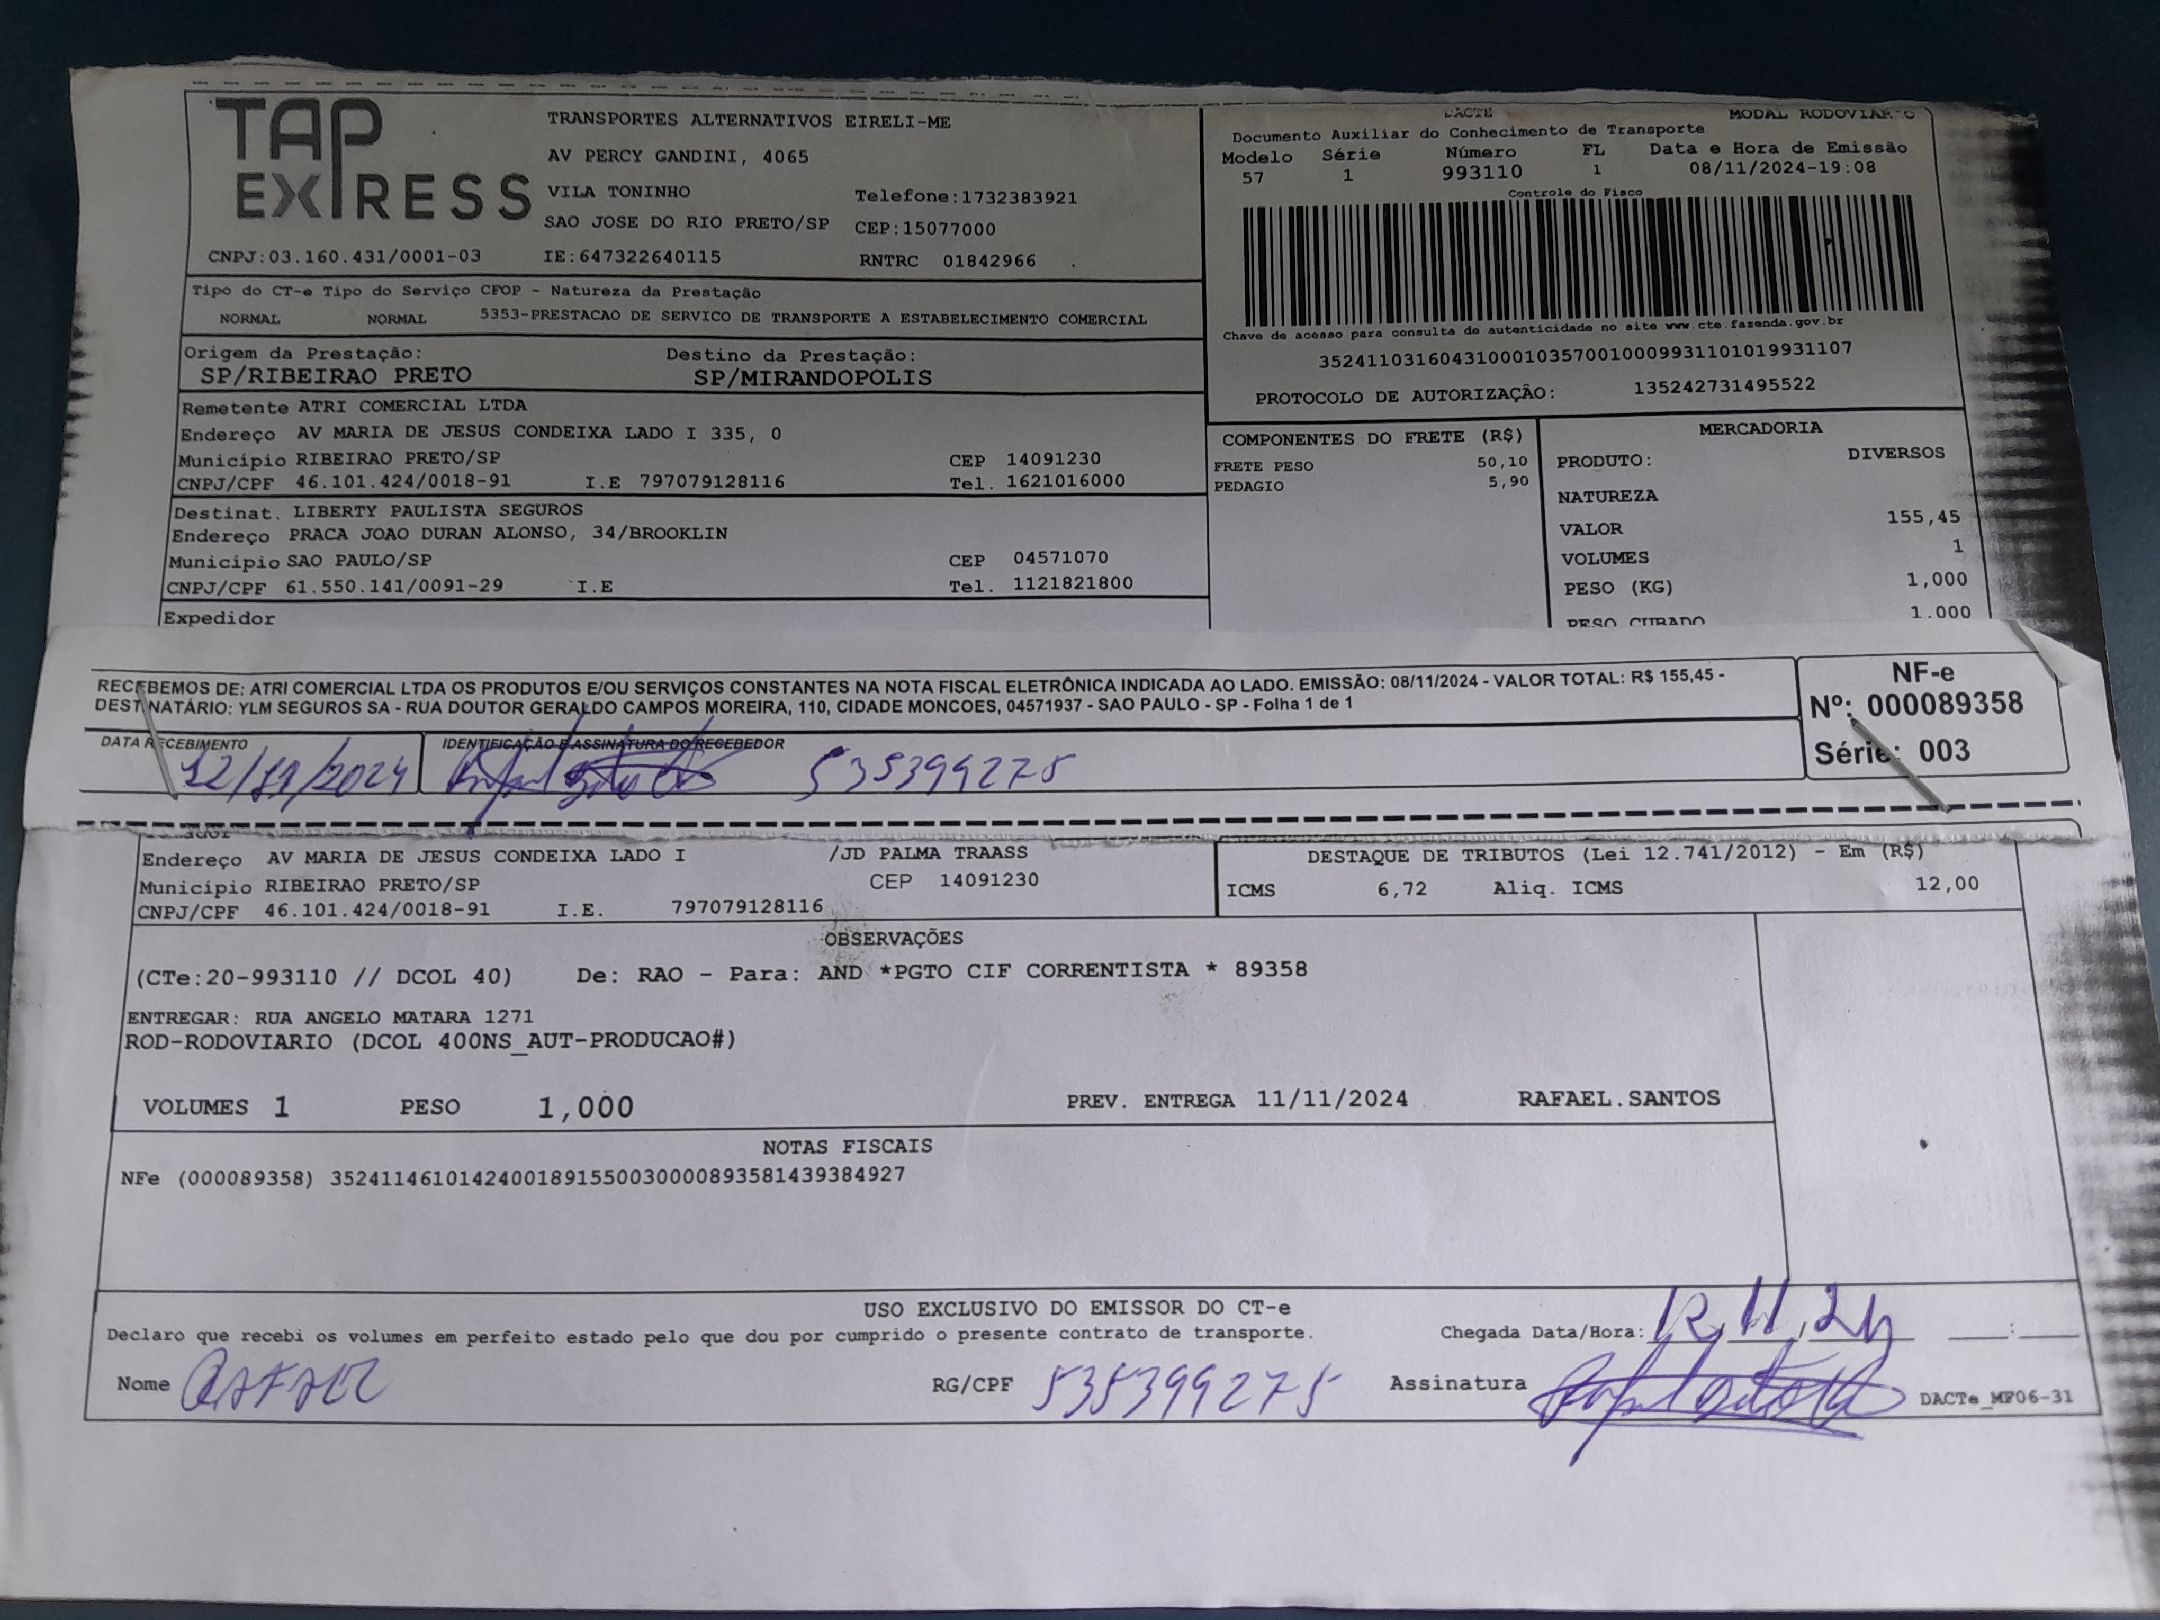 TAP EXPRESS
TRANSPORTES ALTERNATIVOS EIRELI-ME
AV PERCY GANDINI, 4065
VILA TONINHO Telefone:1732383921
SAO JOSE DO RIO PRETO/SP CEP:15077000
CNPJ:03.160.431/0001-03 IE:647322640115 RNTRC 01842966
DACTE MODAL RODOVIARIO
Documento Auxiliar do Conhecimento de Transporte
Modelo Série Número FL Data e Hora de Emissão
57 1 993110 1 08/11/2024-19:08
Controle do Fisco
Chave de acesso para consulta de autenticidade no site www.cte.fazenda.gov.br
35241103160431000103570010009931101019931107
PROTOCOLO DE AUTORIZAÇÃO: 135242731495522
Tipo do CT-e Tipo do Serviço CFOP - Natureza da Prestação
NORMAL NORMAL 5353-PRESTACAO DE SERVICO DE TRANSPORTE A ESTABELECIMENTO COMERCIAL
Origem da Prestação: Destino da Prestação:
SP/RIBEIRAO PRETO SP/MIRANDOPOLIS
Remetente ATRI COMERCIAL LTDA
Endereço AV MARIA DE JESUS CONDEIXA LADO I 335, 0
Município RIBEIRAO PRETO/SP CEP 14091230
CNPJ/CPF 46.101.424/0018-91 I.E 797079128116 Tel. 1621016000
Destinat. LIBERTY PAULISTA SEGUROS
Endereço PRACA JOAO DURAN ALONSO, 34/BROOKLIN
Município SAO PAULO/SP CEP 04571070
CNPJ/CPF 61.550.141/0091-29 I.E Tel. 1121821800
Expedidor
COMPONENTES DO FRETE (R$)
FRETE PESO 50,10
PEDAGIO 5,90
MERCADORIA
PRODUTO: DIVERSOS
NATUREZA
VALOR 155,45
VOLUMES 1
PESO (KG) 1,000
PESO CUBADO 1.000
RECEBEMOS DE: ATRI COMERCIAL LTDA OS PRODUTOS E/OU SERVIÇOS CONSTANTES NA NOTA FISCAL ELETRÔNICA INDICADA AO LADO. EMISSÃO: 08/11/2024 - VALOR TOTAL: R$ 155,45 -
DESTINATÁRIO: YLM SEGUROS SA - RUA DOUTOR GERALDO CAMPOS MOREIRA, 110, CIDADE MONCOES, 04571937 - SAO PAULO - SP - Folha 1 de 1
NF-e
Nº: 000089358
Série: 003
DATA RECEBIMENTO IDENTIFICAÇÃO E ASSINATURA DO RECEBEDOR
12/11/2024 535399275
Endereço AV MARIA DE JESUS CONDEIXA LADO I /JD PALMA TRAASS
Município RIBEIRAO PRETO/SP CEP 14091230
CNPJ/CPF 46.101.424/0018-91 I.E. 797079128116
DESTAQUE DE TRIBUTOS (Lei 12.741/2012) - Em (R$)
ICMS 6,72 Aliq. ICMS 12,00
OBSERVAÇÕES
(CTe:20-993110 // DCOL 40) De: RAO - Para: AND *PGTO CIF CORRENTISTA * 89358
ENTREGAR: RUA ANGELO MATARA 1271
ROD-RODOVIARIO (DCOL 400NS_AUT-PRODUCAO#)
VOLUMES 1 PESO 1,000 PREV. ENTREGA 11/11/2024 RAFAEL.SANTOS
NOTAS FISCAIS
NFe (000089358) 35241146101424001891550030000893581439384927
USO EXCLUSIVO DO EMISSOR DO CT-e
Declaro que recebi os volumes em perfeito estado pelo que dou por cumprido o presente contrato de transporte. Chegada Data/Hora: 12/11/24 __:__
Nome RAFAEL RG/CPF 535399275 Assinatura DACTe_MF06-31